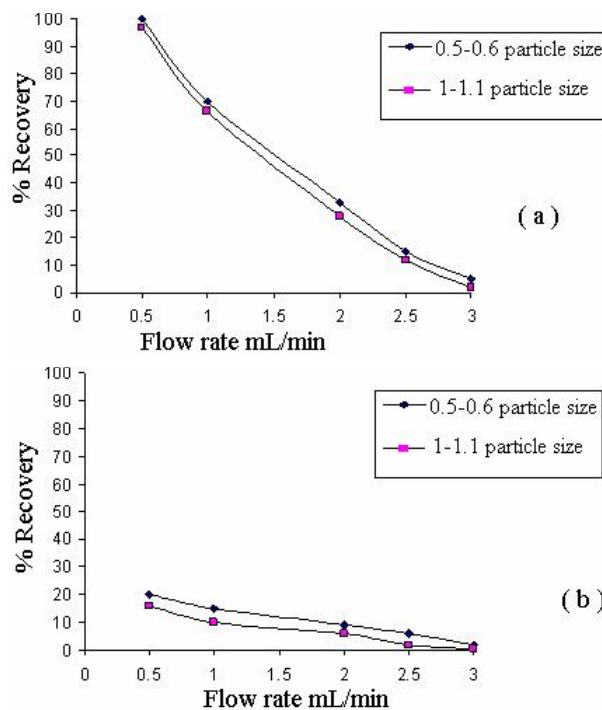 100
90
80
70
60
50
40
30
20
10
0
% Recovery
0.5-0.6 particle size
1-1.1 particle size
( a )
0 0.5 1 1.5 2 2.5 3
Flow rate mL/min
100
90
80
70
60
50
40
30
20
10
0
% Recovery
0.5-0.6 particle size
1-1.1 particle size
( b )
0 0.5 1 1.5 2 2.5 3
Flow rate mL/min